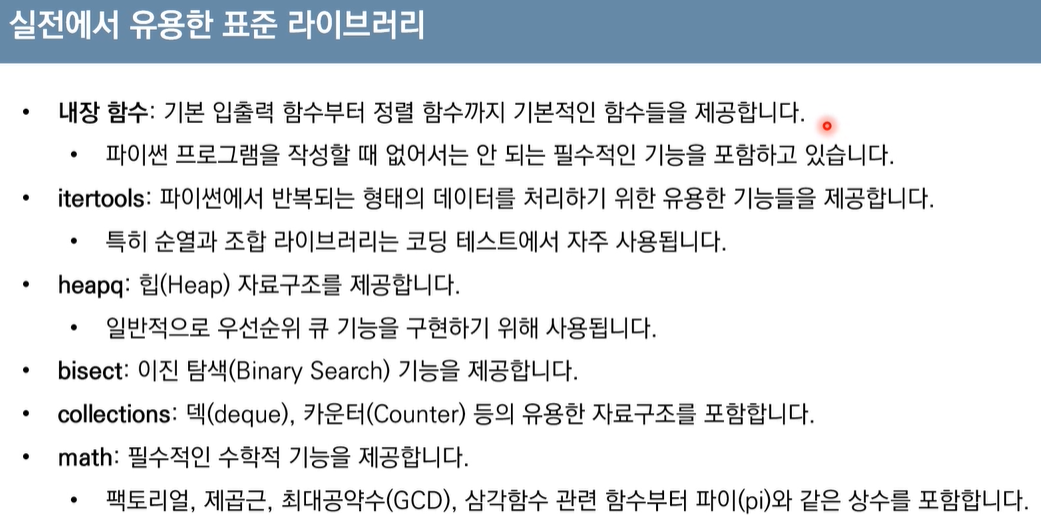 실전에서 유용한 표준 라이브러리
• 내장 함수: 기본 입출력 함수부터 정렬 함수까지 기본적인 함수들을 제공합니다.
• 파이썬 프로그램을 작성할 때 없어서는 안 되는 필수적인 기능을 포함하고 있습니다.
• itertools: 파이썬에서 반복되는 형태의 데이터를 처리하기 위한 유용한 기능들을 제공합니다.
• 특히 순열과 조합 라이브러리는 코딩 테스트에서 자주 사용됩니다.
• heapq: 힙(Heap) 자료구조를 제공합니다.
• 일반적으로 우선순위 큐 기능을 구현하기 위해 사용됩니다.
• bisect: 이진 탐색(Binary Search) 기능을 제공합니다.
• collections: 덱(deque), 카운터(Counter) 등의 유용한 자료구조를 포함합니다.
• math: 필수적인 수학적 기능을 제공합니다.
• 팩토리얼, 제곱근, 최대공약수(GCD), 삼각함수 관련 함수부터 파이(pi)와 같은 상수를 포함합니다.